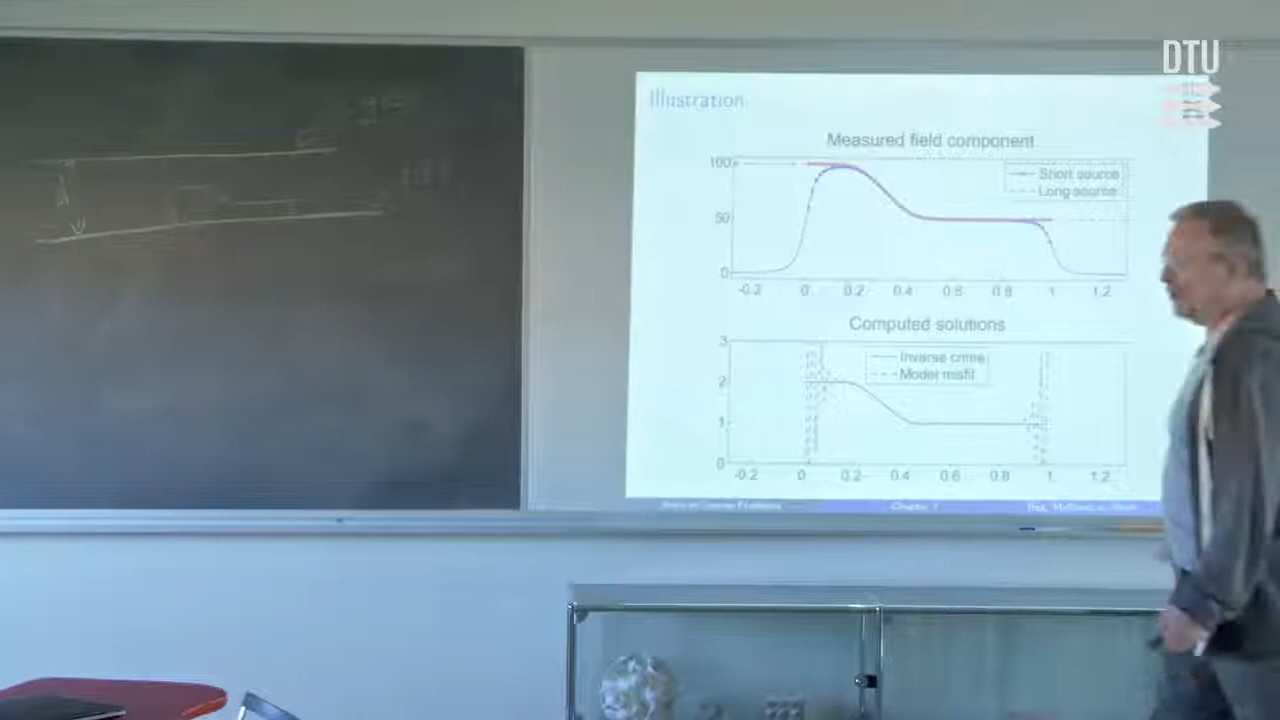 DTU
Illustration
Measured field component
100
50
0
Short source
Long source
-0.2 0 0.2 0.4 0.6 0.8 1 1.2
Computed solutions
3
2
1
0
Inverse crime
Model misfit
-0.2 0 0.2 0.4 0.6 0.8 1 1.2
Chapter 7